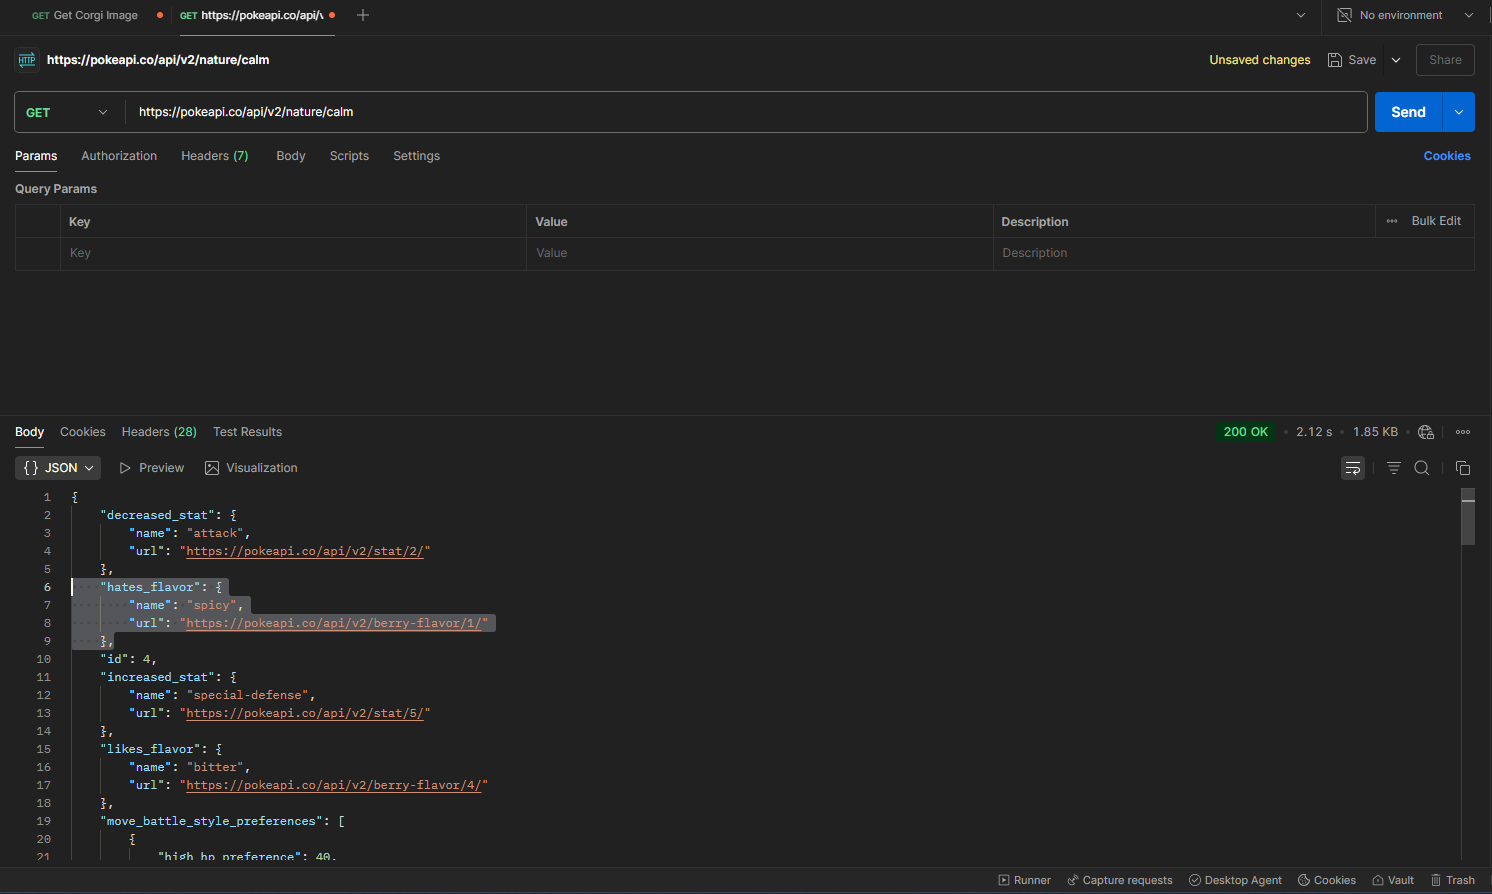 GET Get Corgi Image GET https://pokeapi.co/api/v No environment
HTTP https://pokeapi.co/api/v2/nature/calm Unsaved changes Save Share
GET https://pokeapi.co/api/v2/nature/calm Send
Params Authorization Headers (7) Body Scripts Settings Cookies
Query Params
Key Value Description Bulk Edit
Key Value Description
Body Cookies Headers (28) Test Results 200 OK • 2.12 s • 1.85 KB •
{} JSON Preview Visualization
1 {
2 "decreased_stat": {
3 "name": "attack",
4 "url": "https://pokeapi.co/api/v2/stat/2/"
5 },
6 "hates_flavor": {
7 "name": "spicy",
8 "url": "https://pokeapi.co/api/v2/berry-flavor/1/"
9 },
10 "id": 4,
11 "increased_stat": {
12 "name": "special-defense",
13 "url": "https://pokeapi.co/api/v2/stat/5/"
14 },
15 "likes_flavor": {
16 "name": "bitter",
17 "url": "https://pokeapi.co/api/v2/berry-flavor/4/"
18 },
19 "move_battle_style_preferences": [
20 {
21 "high_hp_preference": 40,
Runner Capture requests Desktop Agent Cookies Vault Trash